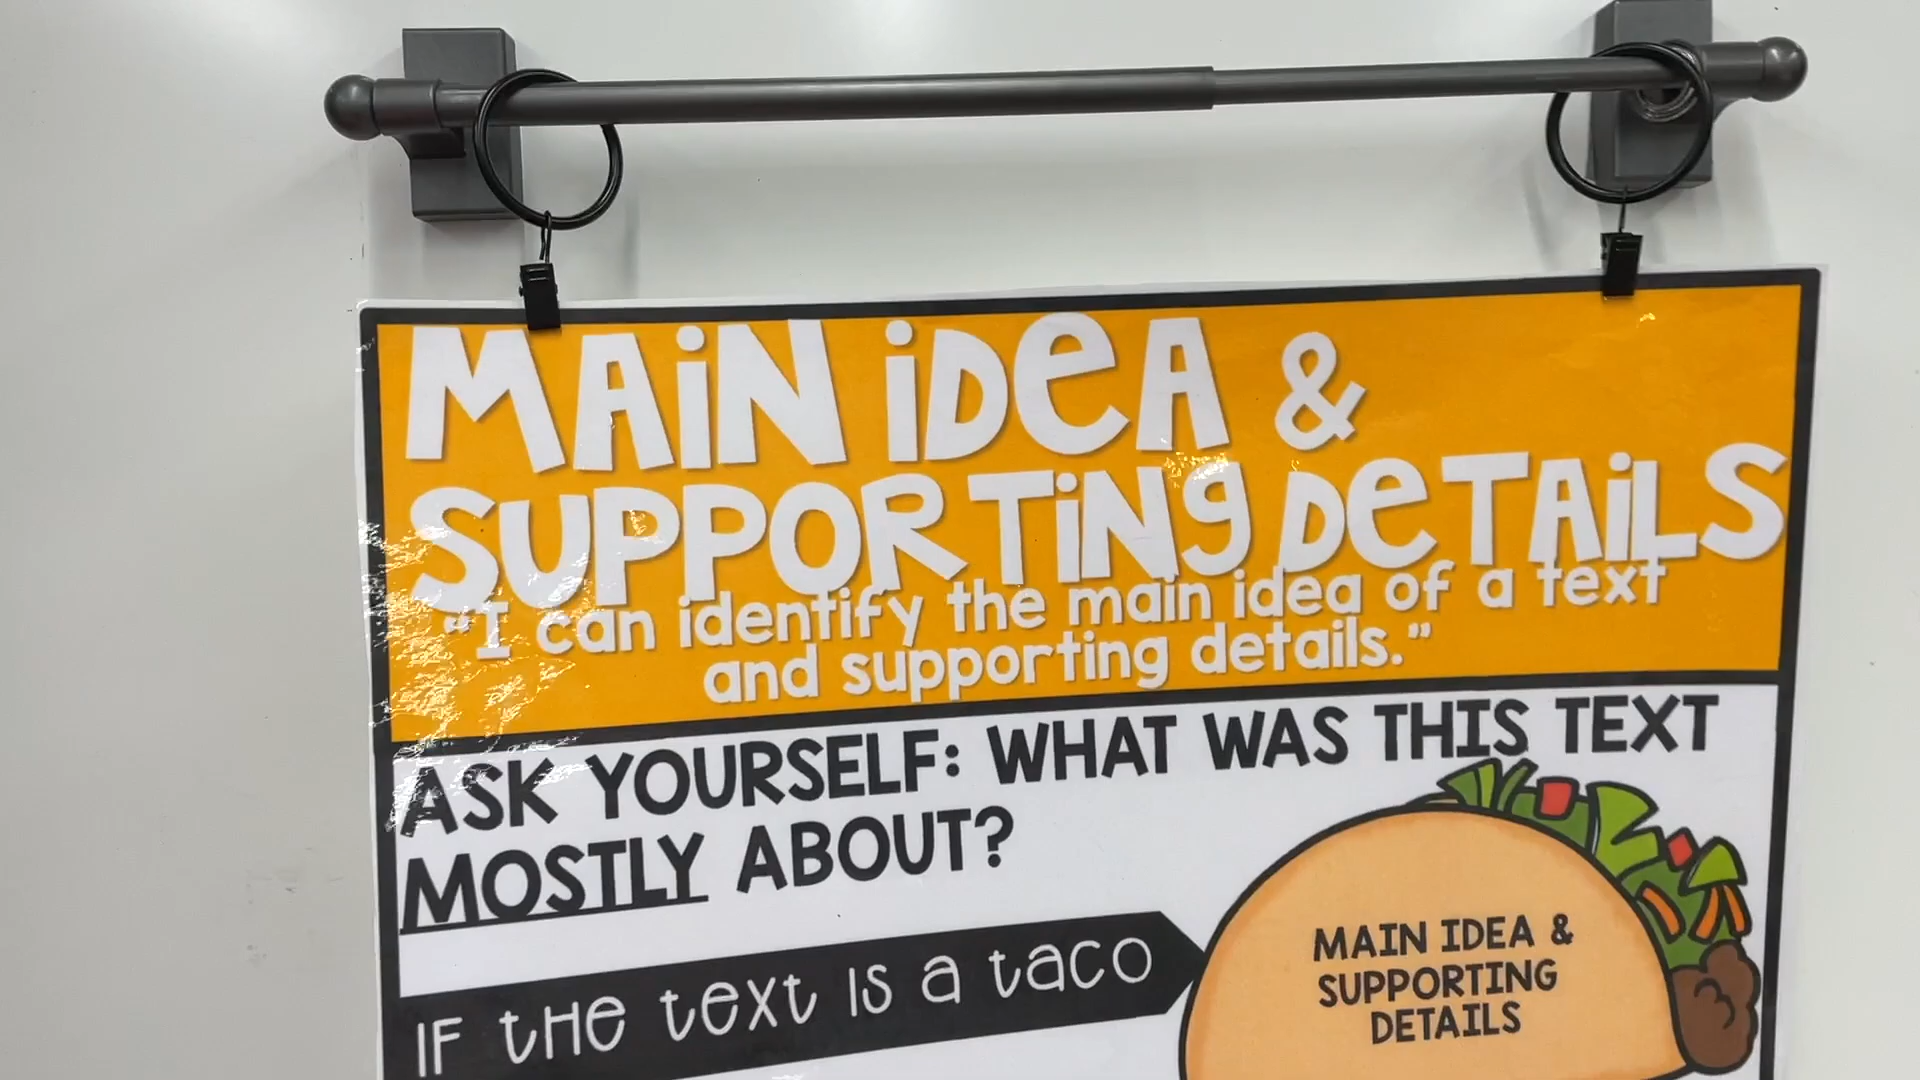 MAiN iDeA &
SUPPORTiNg DeTAiLS
"I can identify the main idea of a text
and supporting details."
ASK YOURSELF: WHAT WAS THIS TEXT
MOSTLY ABOUT?
IF tHe text IS a taco
MAIN IDEA &
SUPPORTING
DETAILS